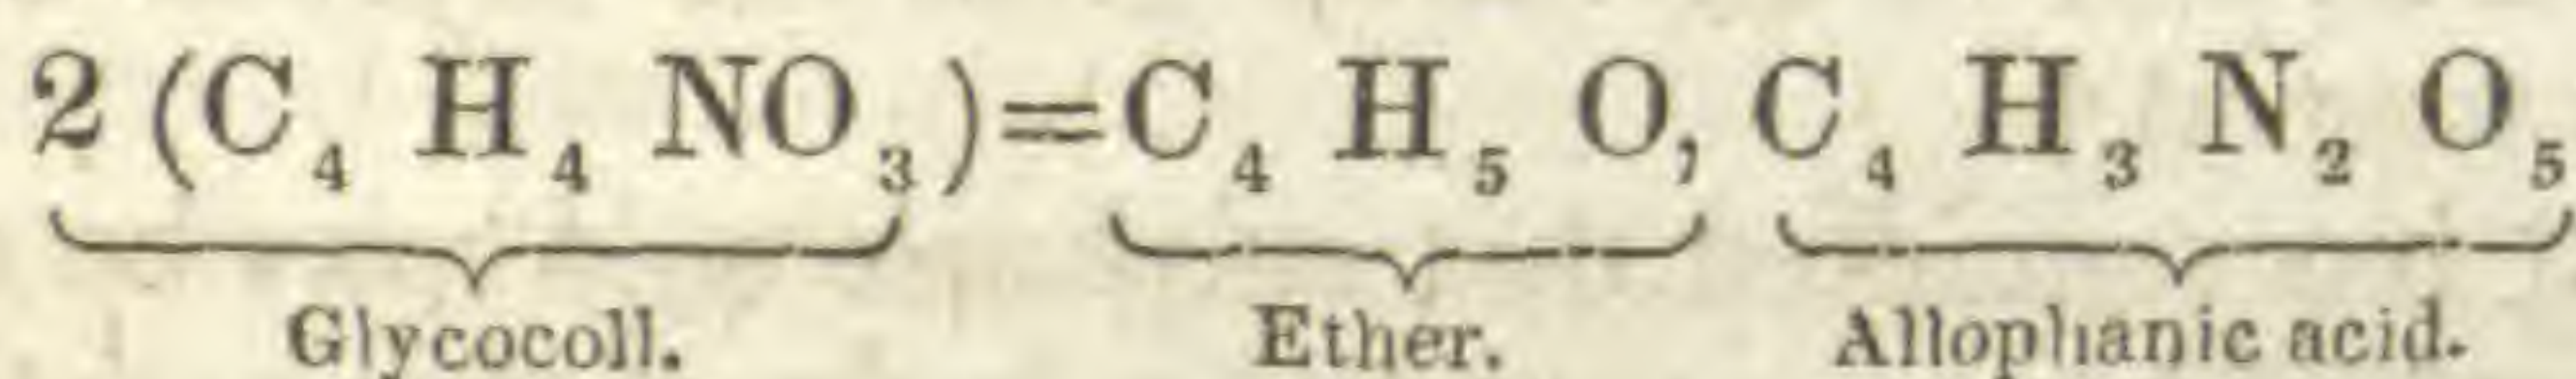 2 (C₄ H₄ NO₃)=C₄ H₅ O, C₄ H₃ N₂ O₅
Glycocoll. Ether. Allophanic acid.